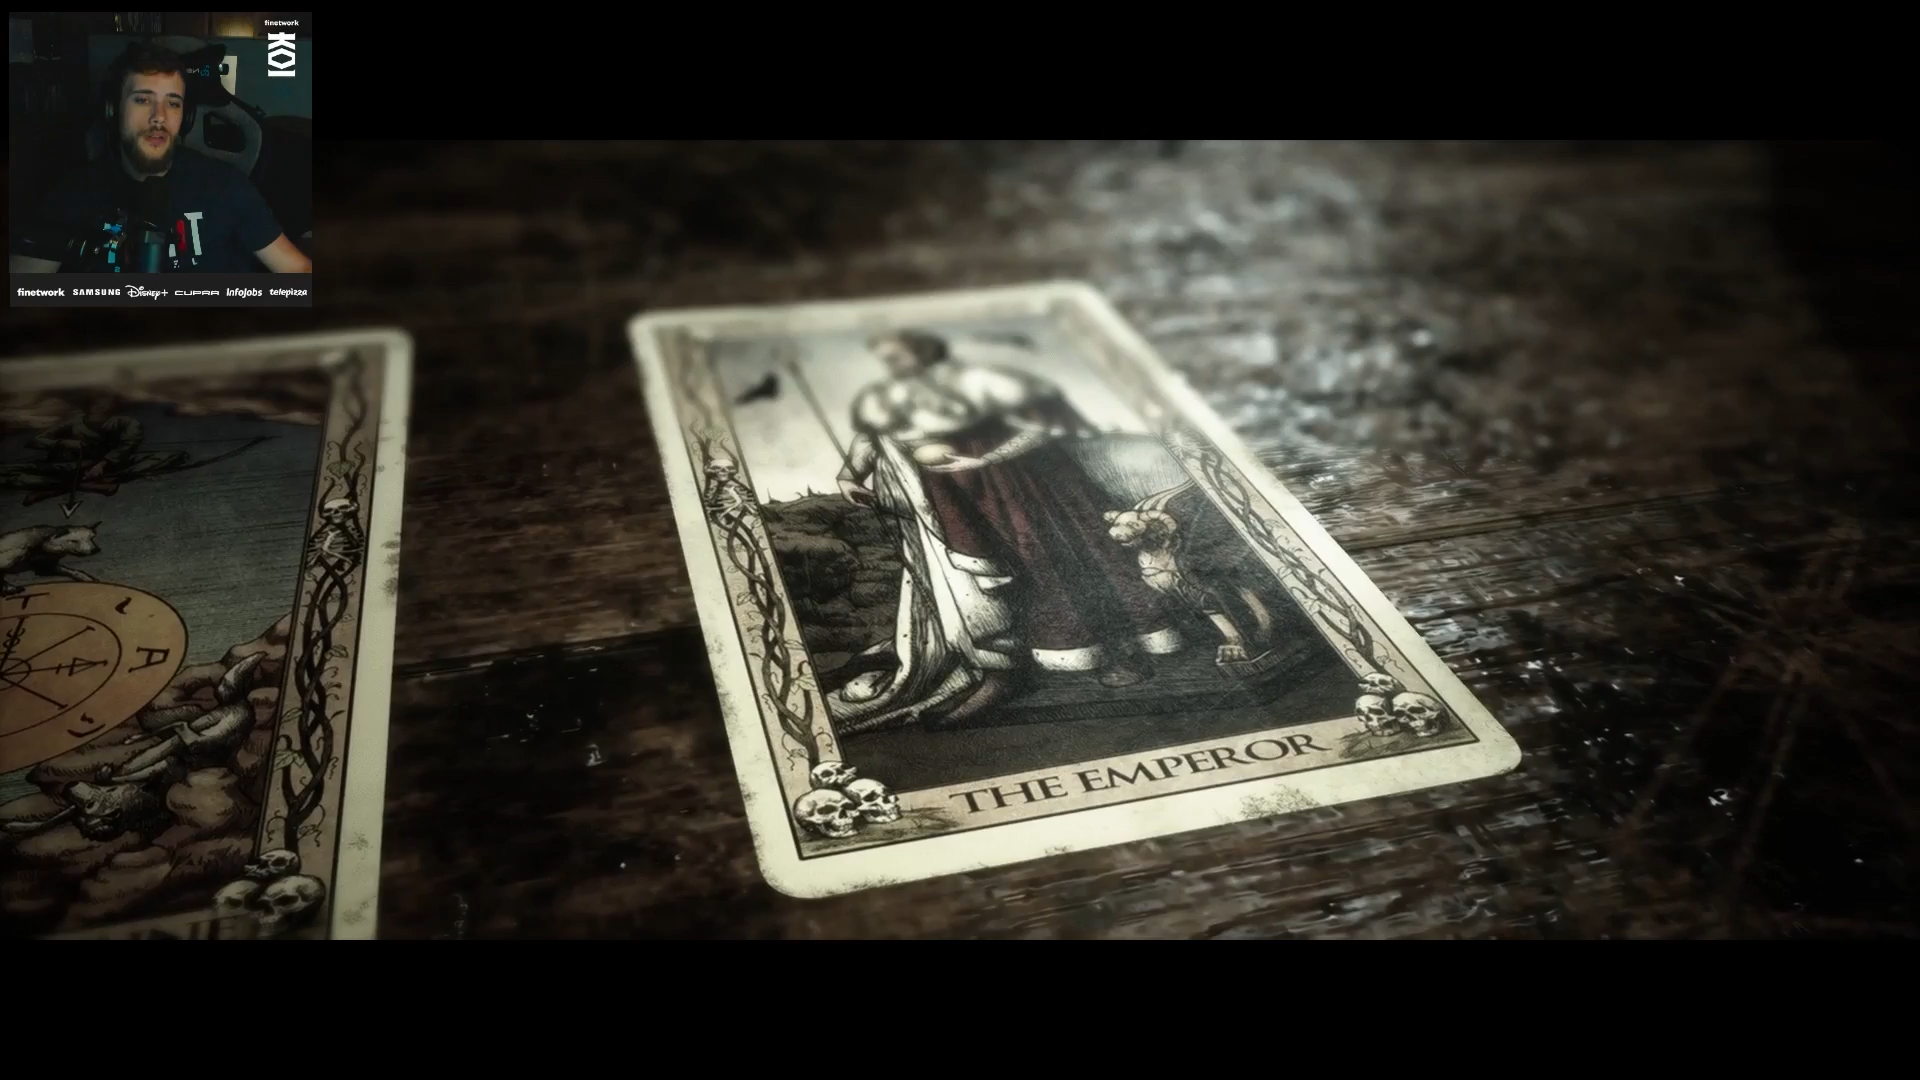 finetwork
KOI
finetwork SAMSUNG Disney+ CUPRA InfoJobs telepizza
THE EMPEROR